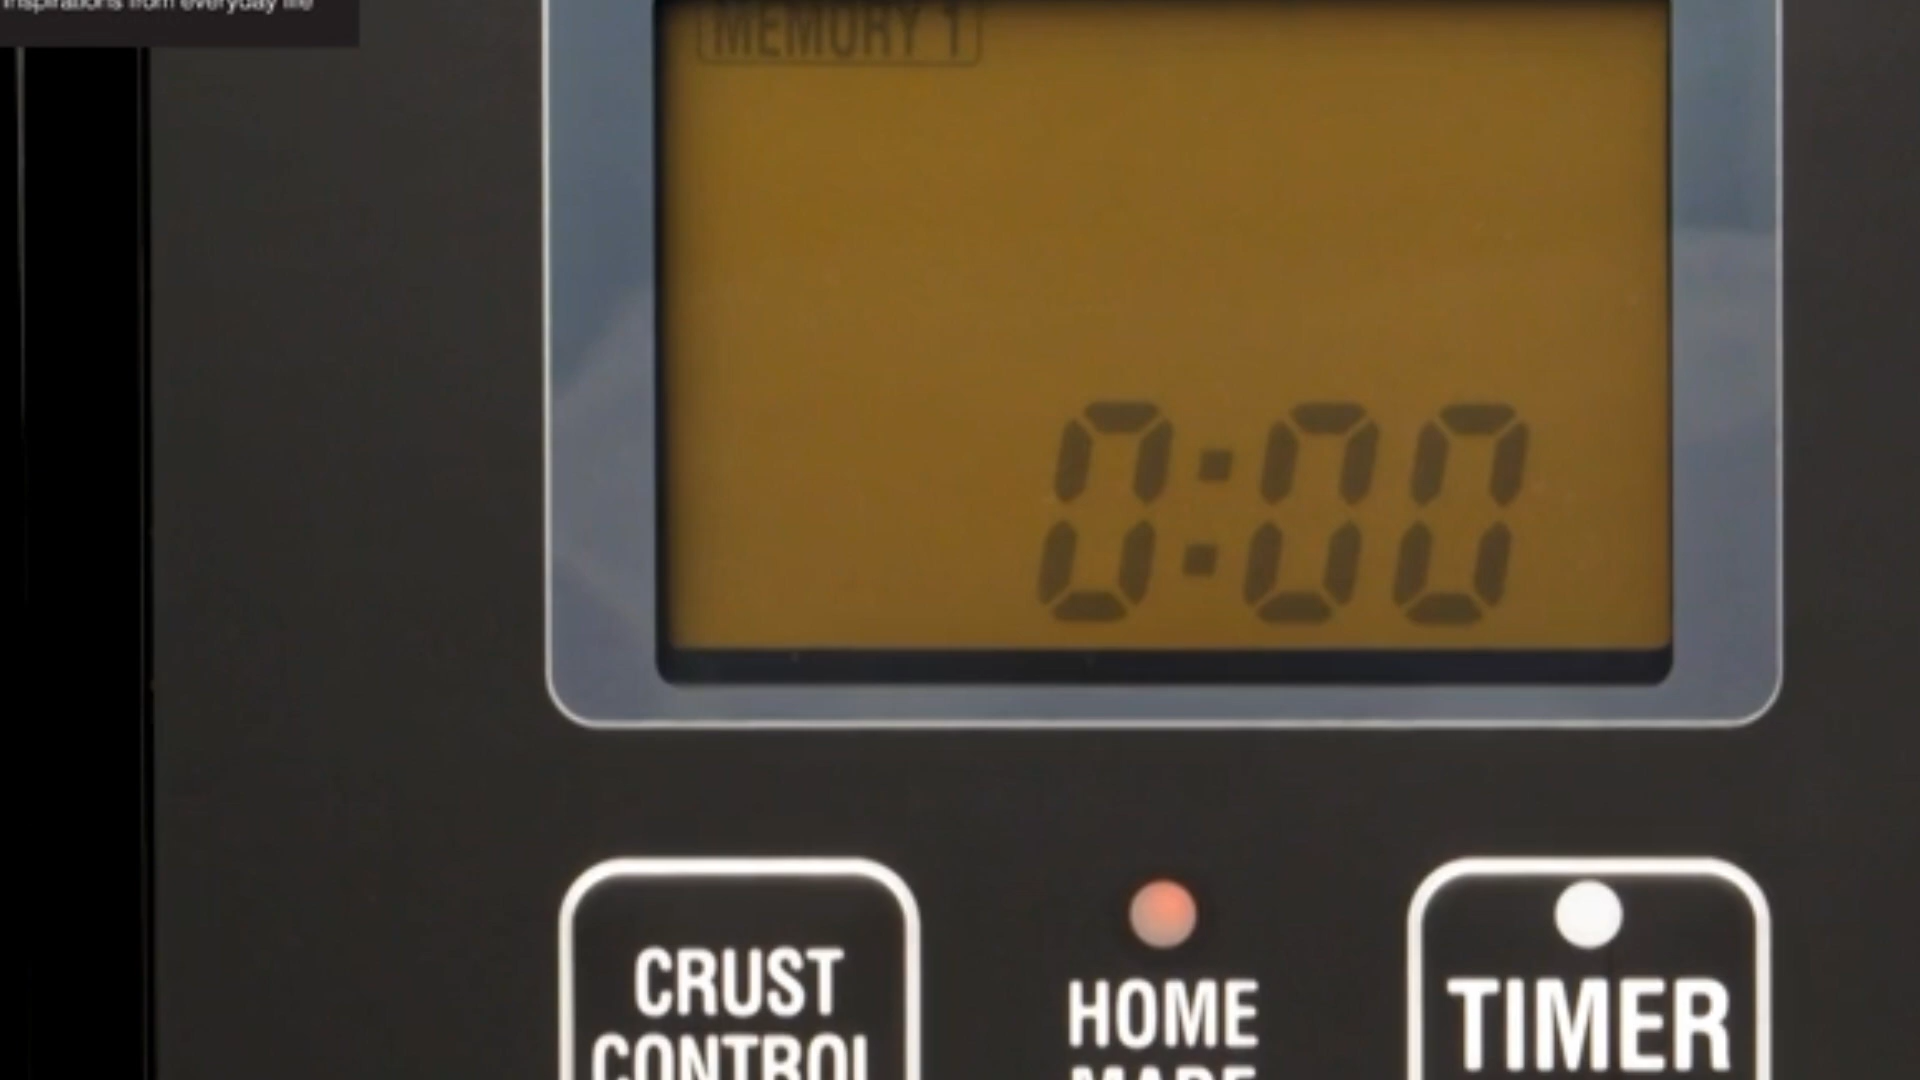 Inspirations from everyday life
MEMORY 1
0:00
CRUST
CONTROL
HOME
MADE
TIMER